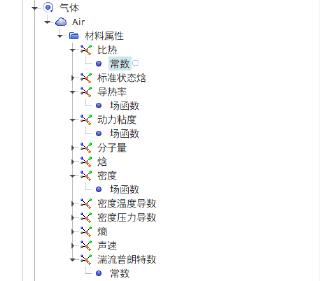 气体
Air
材料属性
比热
常数
标准状态焓
导热率
场函数
动力粘度
场函数
分子量
焓
密度
场函数
密度温度导数
密度压力导数
熵
声速
湍流普朗特数
常数